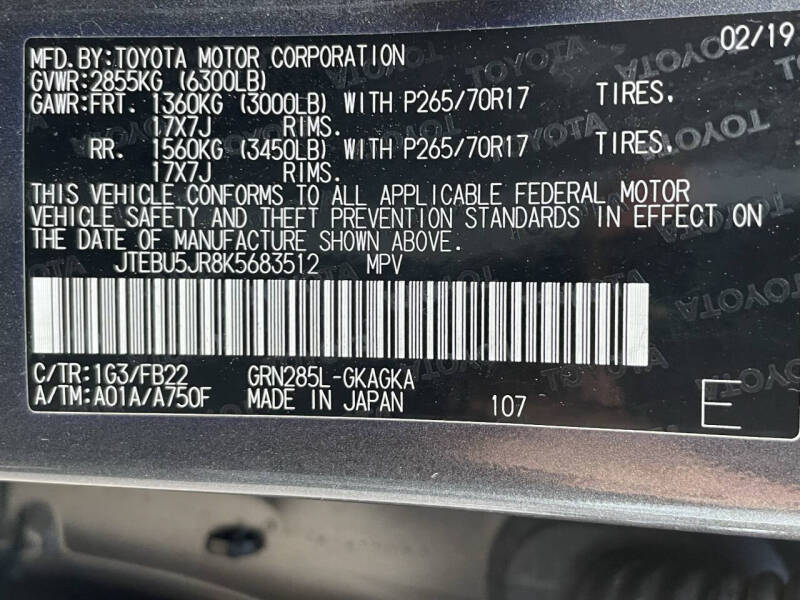 02/19
MFD.BY:TOYOTA MOTOR CORPORATION
GVWR:2855KG (6300LB)
GAWR:FRT. 1360KG (3000LB) WITH P265/70R17 TIRES.
17X7J RIMS.
RR. 1560KG (3450LB) WITH P265/70R17 TIRES.
17X7J RIMS.
THIS VEHICLE CONFORMS TO ALL APPLICABLE FEDERAL MOTOR
VEHICLE SAFETY AND THEFT PREVENTION STANDARDS IN EFFECT ON
THE DATE OF MANUFACTURE SHOWN ABOVE.
JTEBU5JR8K5683512 MPV
C/TR:1G3/FB22 GRN285L-GKAGKA
A/TM:A01A/A750F MADE IN JAPAN 107 E
TOYOTA
TOYOTA
TOYOTA